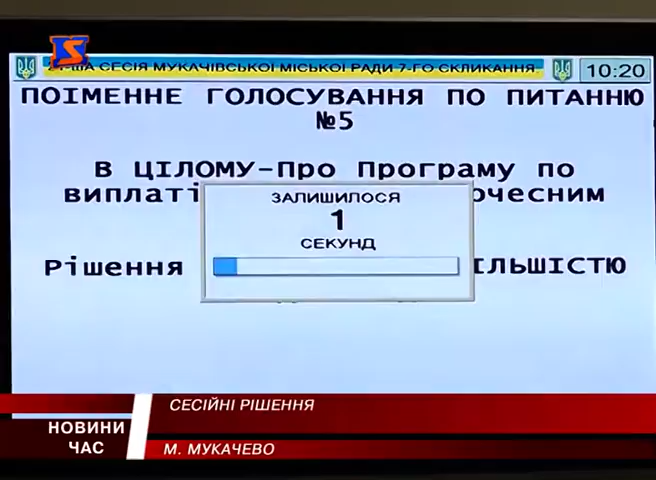 S
СЕСІЯ МУКАЧІВСЬКОЇ МІСЬКОЇ РАДИ 7-ГО СКЛИКАННЯ
10:20
ПОІМЕННЕ ГОЛОСУВАННЯ ПО ПИТАННЮ
№5
В ЦІЛОМУ-Про Програму по
виплаті
очесним
ЗАЛИШИЛОСЯ
1
СЕКУНД
Рішення
ІЛЬШІСТЮ
СЕСІЙНІ РІШЕННЯ
НОВИНИ
ЧАС
М. МУКАЧЕВО